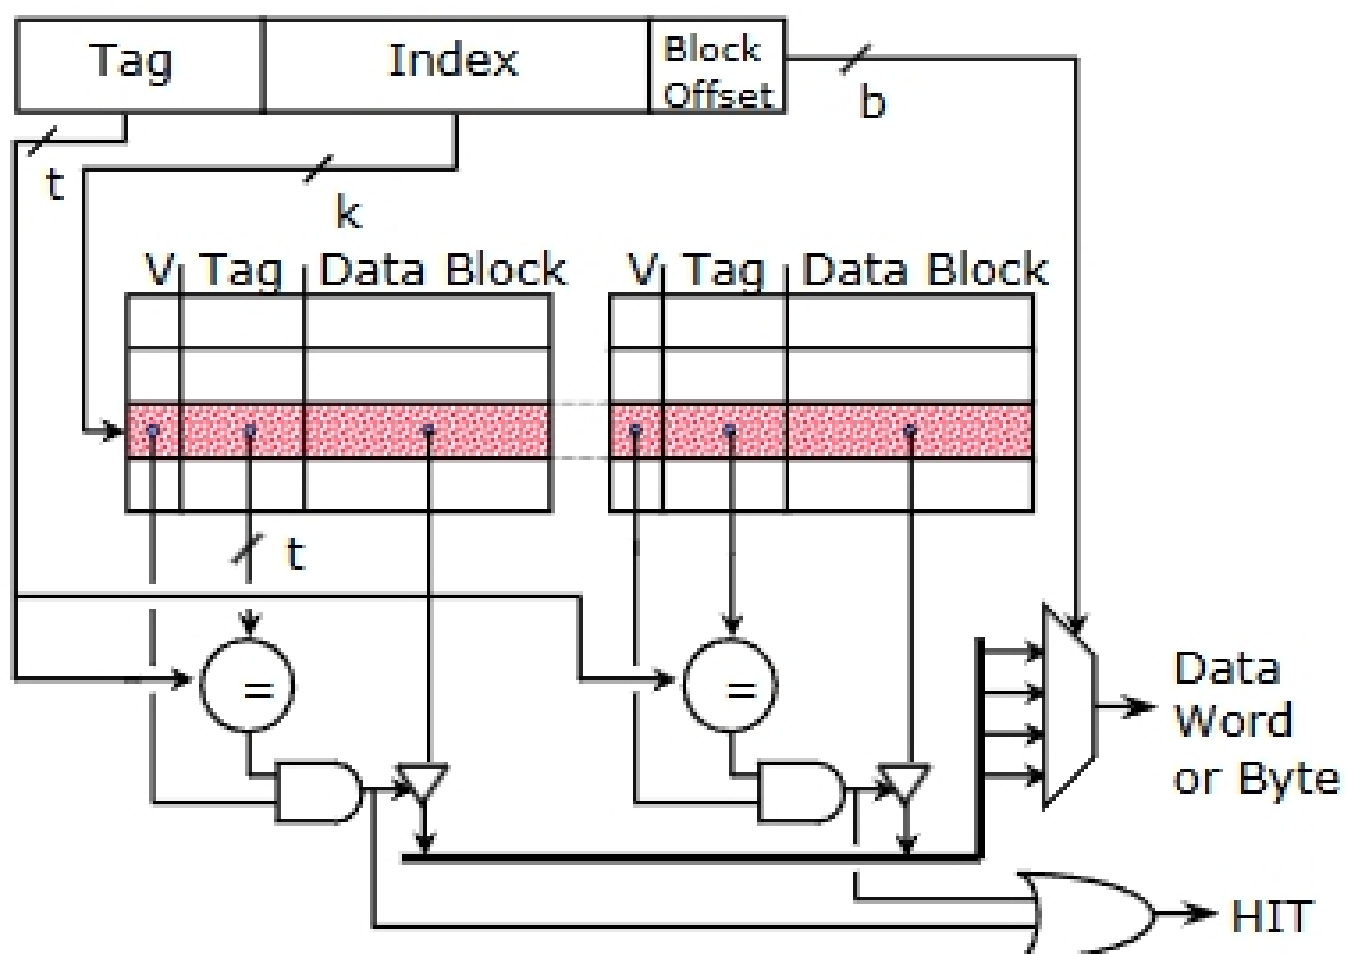 Tag Index Block
Offset
b
t
k
V Tag Data Block V Tag Data Block
t
= =
Data
Word
or Byte
HIT